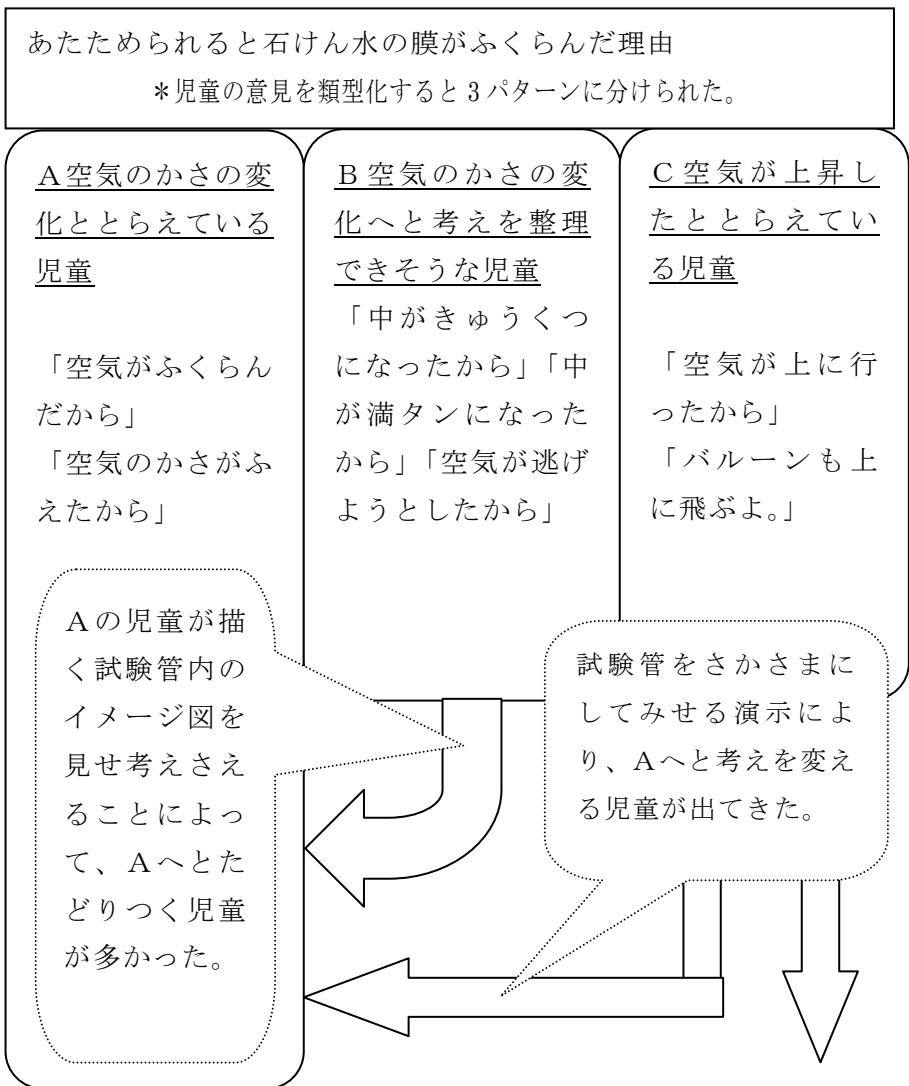 あたためられると石けん水の膜がふくらんだ理由
＊児童の意見を類型化すると3パターンに分けられた。
A空気のかさの変
化ととらえている
児童
「空気がふくらん
だから」
「空気のかさがふ
えたから」
B空気のかさの変
化へと考えを整理
できそうな児童
「中がきゅうくつ
になったから」「中
が満タンになった
から」「空気が逃げ
ようとしたから」
C空気が上昇し
たととらえてい
る児童
「空気が上に行
ったから」
「バルーンも上
に飛ぶよ。」
Aの児童が描
く試験管内の
イメージ図を
見せ考えさえ
ることによっ
て、Aへとた
どりつく児童
が多かった。
試験管をさかさまに
してみせる演示によ
り、Aへと考えを変え
る児童が出てきた。